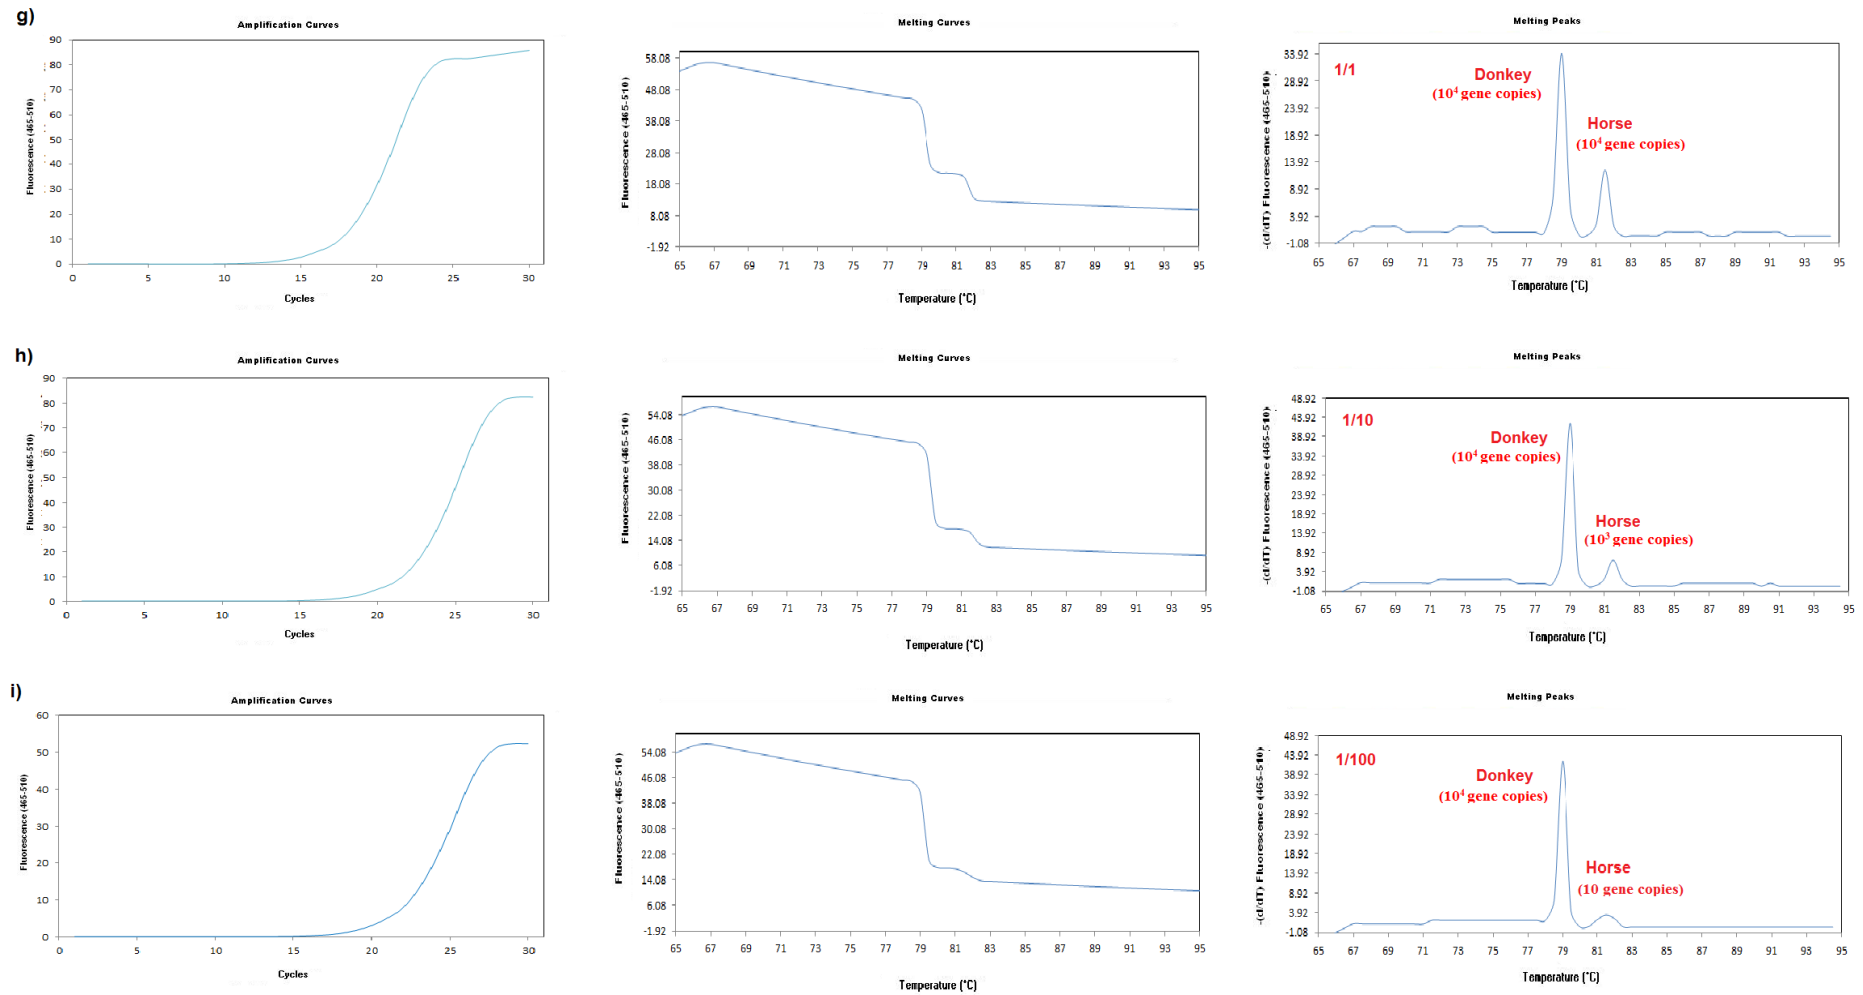 g)
Amplification Curves
Fluorescence (465-510)
90
80
70
60
50
40
30
20
10
0
0 5 10 15 20 25 30
Cycles
Melting Curves
Fluorescence (465-510)
58.08
48.08
38.08
28.08
18.08
8.08
-1.92
65 67 69 71 73 75 77 79 81 83 85 87 89 91 93 95
Temperature (°C)
Melting Peaks
-(d/dT) Fluorescence (465-510)
33.92
28.92
23.92
18.92
13.92
8.92
3.92
-1.08
1/1
Donkey
(10⁴ gene copies)
Horse
(10⁴ gene copies)
65 67 69 71 73 75 77 79 81 83 85 87 89 91 93 95
Temperature (°C)
h)
Amplification Curves
Fluorescence (465-510)
90
80
70
60
50
40
30
20
10
0
0 5 10 15 20 25 30
Cycles
Melting Curves
Fluorescence (465-510)
54.08
46.08
38.08
30.08
22.08
14.08
6.08
-1.92
65 67 69 71 73 75 77 79 81 83 85 87 89 91 93 95
Temperature (°C)
Melting Peaks
-(d/dT) Fluorescence (465-510)
48.92
43.92
38.92
33.92
28.92
23.92
18.92
13.92
8.92
3.92
-1.08
1/10
Donkey
(10⁴ gene copies)
Horse
(10³ gene copies)
65 67 69 71 73 75 77 79 81 83 85 87 89 91 93 95
Temperature (°C)
i)
Amplification Curves
Fluorescence (465-510)
60
50
40
30
20
10
0
0 5 10 15 20 25 30
Cycles
Melting Curves
Fluorescence (465-510)
54.08
46.08
38.08
30.08
22.08
14.08
6.08
-1.92
65 67 69 71 73 75 77 79 81 83 85 87 89 91 93 95
Temperature (°C)
Melting Peaks
-(d/dT) Fluorescence (465-510)
48.92
43.92
38.92
33.92
28.92
23.92
18.92
13.92
8.92
3.92
-1.08
1/100
Donkey
(10⁴ gene copies)
Horse
(10 gene copies)
65 67 69 71 73 75 77 79 81 83 85 87 89 91 93 95
Temperature (°C)